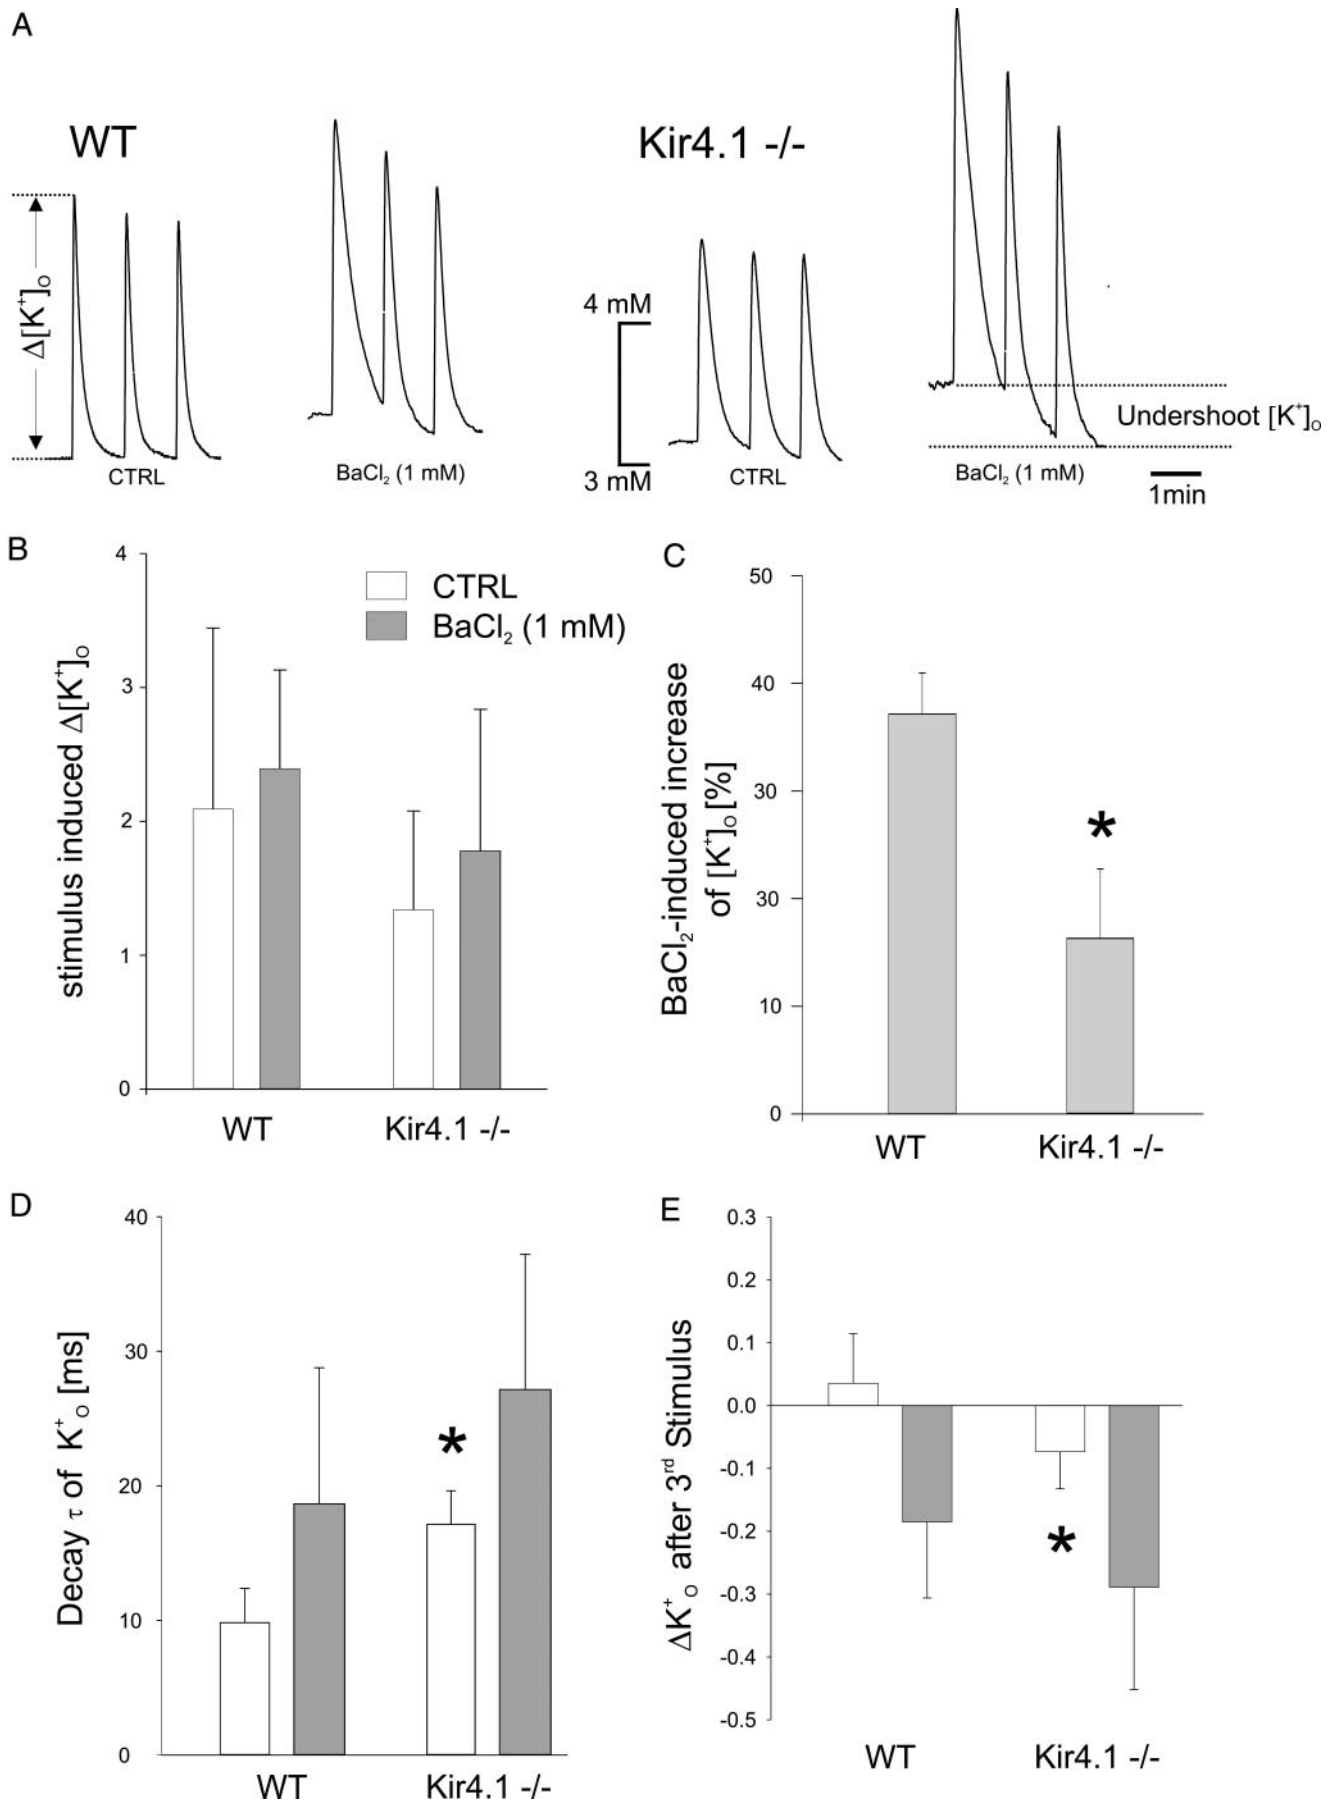 A
WT
Δ[K⁺]ₒ
CTRL
BaCl₂ (1 mM)
Kir4.1 -/-
4 mM
3 mM
CTRL
BaCl₂ (1 mM)
Undershoot [K⁺]ₒ
1min
B
stimulus induced Δ[K⁺]ₒ
4
3
2
1
0
CTRL
BaCl₂ (1 mM)
WT
Kir4.1 -/-
C
BaCl₂-induced increase
of [K⁺]ₒ [%]
50
40
30
30
10
0
*
WT
Kir4.1 -/-
D
Decay τ of K⁺ₒ [ms]
40
30
20
10
0
*
WT
Kir4.1 -/-
E
ΔK⁺ₒ after 3ʳᵈ Stimulus
0.3
0.2
0.1
0.0
-0.1
-0.2
-0.3
-0.4
-0.5
*
WT
Kir4.1 -/-